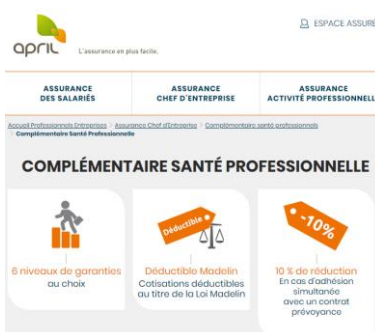 april
L'assurance en plus facile.
ESPACE ASSURÉ
ASSURANCE
DES SALARIÉS
ASSURANCE
CHEF D'ENTREPRISE
ASSURANCE
ACTIVITÉ PROFESSIONNELL
Accueil Professionnels Entreprises > Assurance Chef d'Entreprise > Complémentaire santé professionnels
> Complémentaire Santé Professionnelle
COMPLÉMENTAIRE SANTÉ PROFESSIONNELLE
6 niveaux de garanties
au choix
Déductible
Déductible Madelin
Cotisations déductibles
au titre de la Loi Madelin
-10%
10 % de réduction
En cas d'adhésion
simultanée
avec un contrat
prévoyance